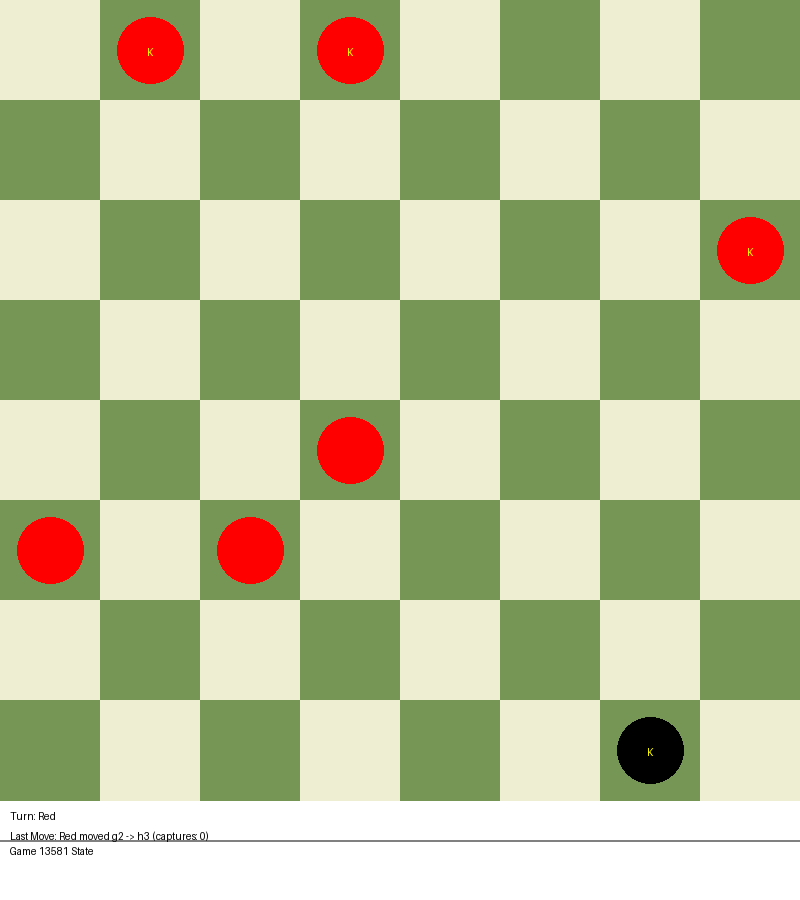 K K
K
K
Turn: Red
Last Move: Red moved g2 -> h3 (captures: 0)
Game 13581 State